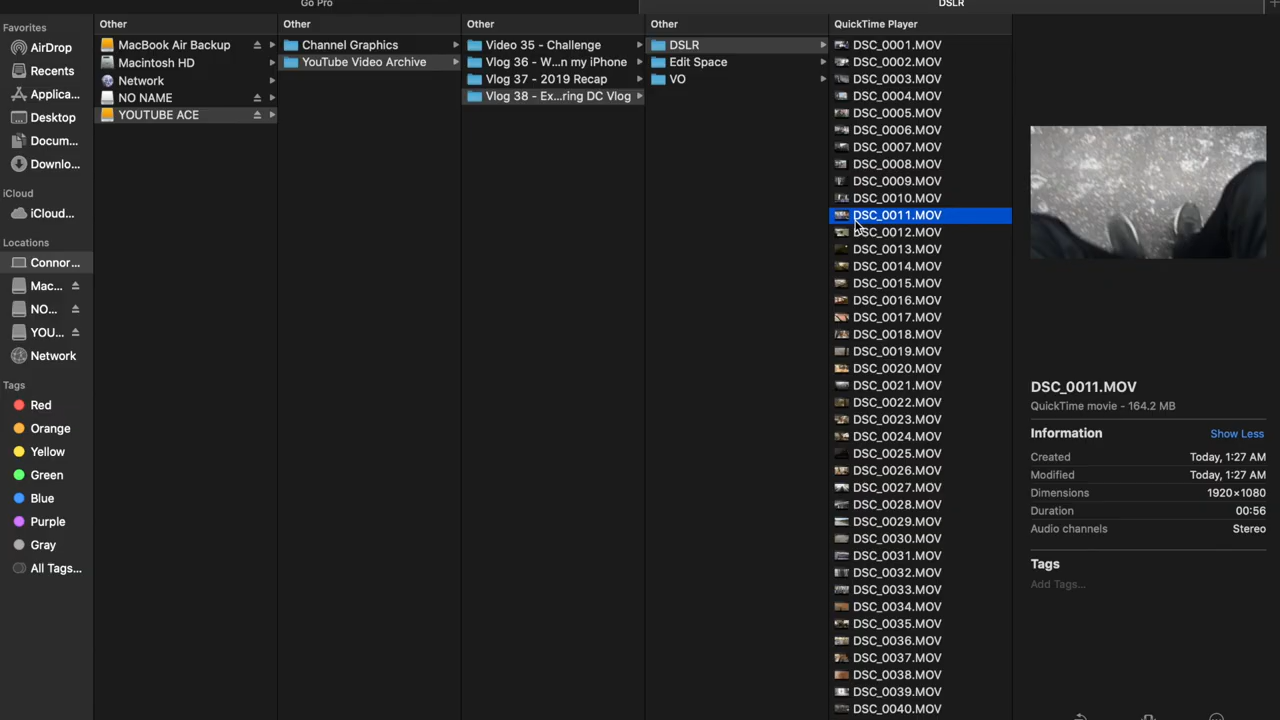 Go Pro
DSLR
Favorites
AirDrop
Recents
Applica...
Desktop
Docum...
Downlo...
iCloud
iCloud...
Locations
Connor...
Mac...
NO...
YOU...
Network
Tags
Red
Orange
Yellow
Green
Blue
Purple
Gray
All Tags...
Other
MacBook Air Backup
Macintosh HD
Network
NO NAME
YOUTUBE ACE
Other
Channel Graphics
YouTube Video Archive
Other
Video 35 - Challenge
Vlog 36 - W...n my iPhone
Vlog 37 - 2019 Recap
Vlog 38 - Ex...ring DC Vlog
Other
DSLR
Edit Space
VO
QuickTime Player
DSC_0001.MOV
DSC_0002.MOV
DSC_0003.MOV
DSC_0004.MOV
DSC_0005.MOV
DSC_0006.MOV
DSC_0007.MOV
DSC_0008.MOV
DSC_0009.MOV
DSC_0010.MOV
DSC_0011.MOV
DSC_0012.MOV
DSC_0013.MOV
DSC_0014.MOV
DSC_0015.MOV
DSC_0016.MOV
DSC_0017.MOV
DSC_0018.MOV
DSC_0019.MOV
DSC_0020.MOV
DSC_0021.MOV
DSC_0022.MOV
DSC_0023.MOV
DSC_0024.MOV
DSC_0025.MOV
DSC_0026.MOV
DSC_0027.MOV
DSC_0028.MOV
DSC_0029.MOV
DSC_0030.MOV
DSC_0031.MOV
DSC_0032.MOV
DSC_0033.MOV
DSC_0034.MOV
DSC_0035.MOV
DSC_0036.MOV
DSC_0037.MOV
DSC_0038.MOV
DSC_0039.MOV
DSC_0040.MOV
DSC_0011.MOV
QuickTime movie - 164.2 MB
Information Show Less
Created Today, 1:27 AM
Modified Today, 1:27 AM
Dimensions 1920×1080
Duration 00:56
Audio channels Stereo
Tags
Add Tags...